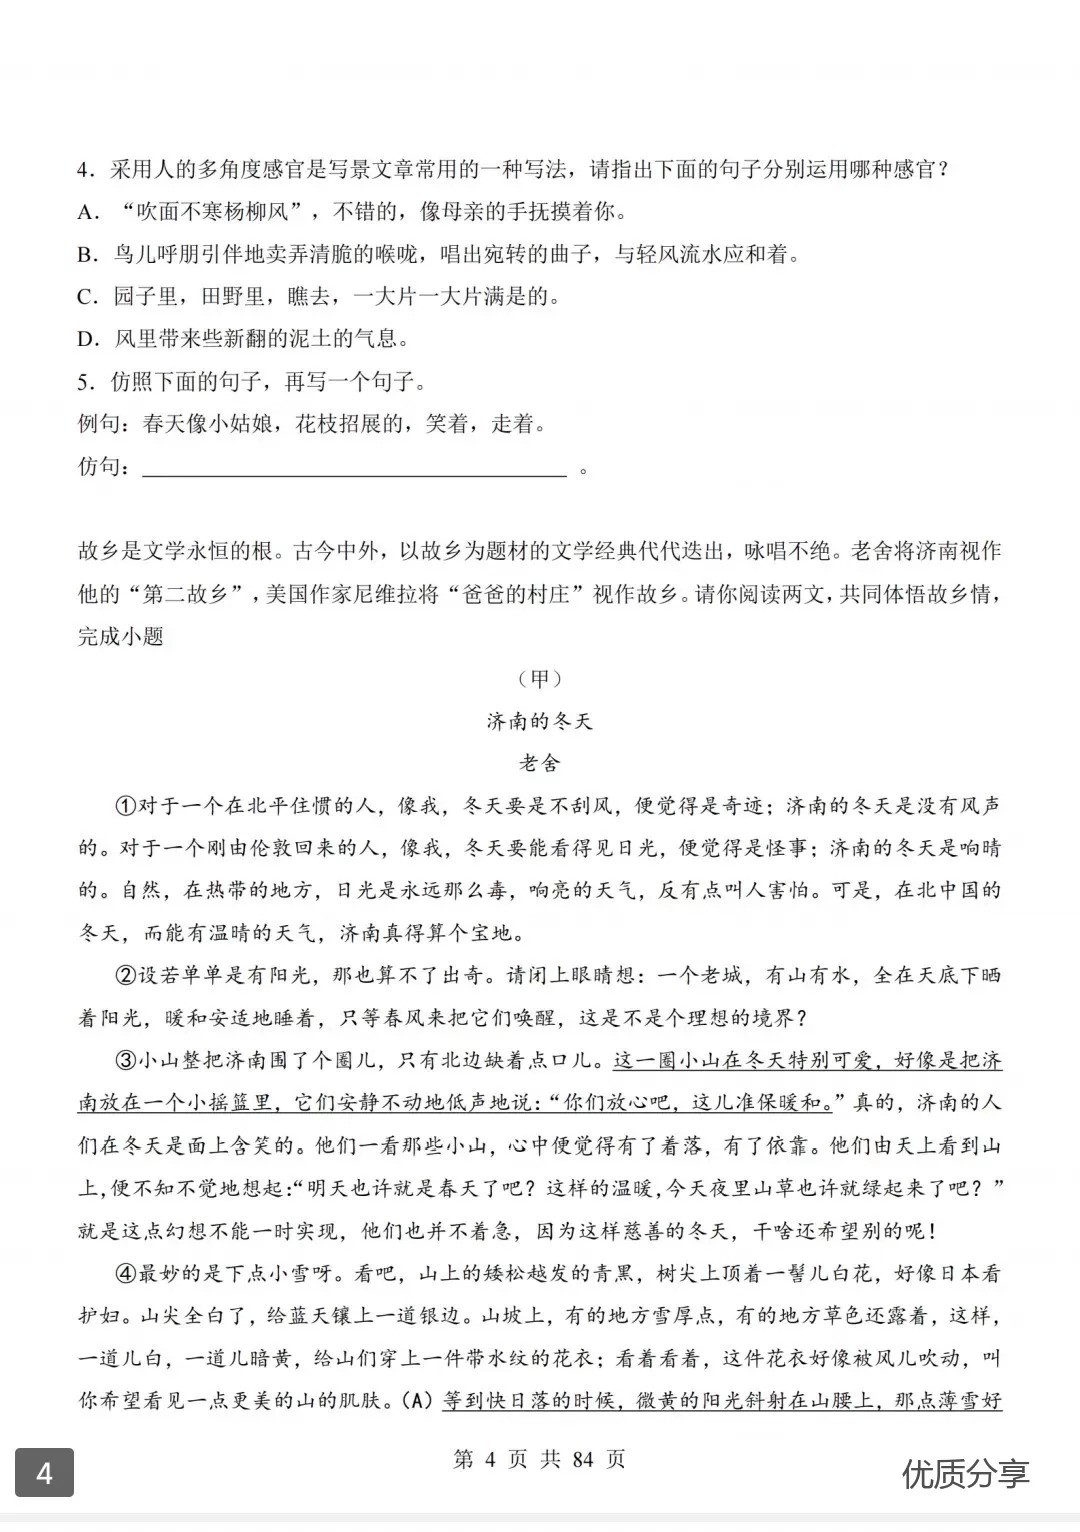 4．采用人的多角度感官是写景文章常用的一种写法，请指出下面的句子分别运用哪种感官？
A．“吹面不寒杨柳风”，不错的，像母亲的手抚摸着你。
B．鸟儿呼朋引伴地卖弄清脆的喉咙，唱出宛转的曲子，与轻风流水应和着。
C．园子里，田野里，瞧去，一大片一大片满是的。
D．风里带来些新翻的泥土的气息。
5．仿照下面的句子，再写一个句子。
例句：春天像小姑娘，花枝招展的，笑着，走着。
仿句：。
故乡是文学永恒的根。古今中外，以故乡为题材的文学经典代代迭出，咏唱不绝。老舍将济南视作
他的“第二故乡”，美国作家尼维拉将“爸爸的村庄”视作故乡。请你阅读两文，共同体悟故乡情，
完成小题
（甲）
济南的冬天
老舍
①对于一个在北平住惯的人，像我，冬天要是不刮风，便觉得是奇迹；济南的冬天是没有风声
的。对于一个刚由伦敦回来的人，像我，冬天要能看得见日光，便觉得是怪事；济南的冬天是响晴
的。自然，在热带的地方，日光是永远那么毒，响亮的天气，反有点叫人害怕。可是，在北中国的
冬天，而能有温晴的天气，济南真得算个宝地。
②设若单单是有阳光，那也算不了出奇。请闭上眼睛想：一个老城，有山有水，全在天底下晒
着阳光，暖和安适地睡着，只等春风来把它们唤醒，这是不是个理想的境界？
③小山整把济南围了个圈儿，只有北边缺着点口儿。这一圈小山在冬天特别可爱，好像是把济
南放在一个小摇篮里，它们安静不动地低声地说：“你们放心吧，这儿准保暖和。”真的，济南的人
们在冬天是面上含笑的。他们一看那些小山，心中便觉得有了着落，有了依靠。他们由天上看到山
上，便不知不觉地想起：“明天也许就是春天了吧？这样的温暖，今天夜里山草也许就绿起来了吧？”
就是这点幻想不能一时实现，他们也并不着急，因为这样慈善的冬天，干啥还希望别的呢！
④最妙的是下点小雪呀。看吧，山上的矮松越发的青黑，树尖上顶着一髻儿白花，好像日本看
护妇。山尖全白了，给蓝天镶上一道银边。山坡上，有的地方雪厚点，有的地方草色还露着，这样，
一道儿白，一道儿暗黄，给山们穿上一件带水纹的花衣；看着看着，这件花衣好像被风儿吹动，叫
你希望看见一点更美的山的肌肤。（A）等到快日落的时候，微黄的阳光斜射在山腰上，那点薄雪好
第 4 页 共 84 页
4
优质分享